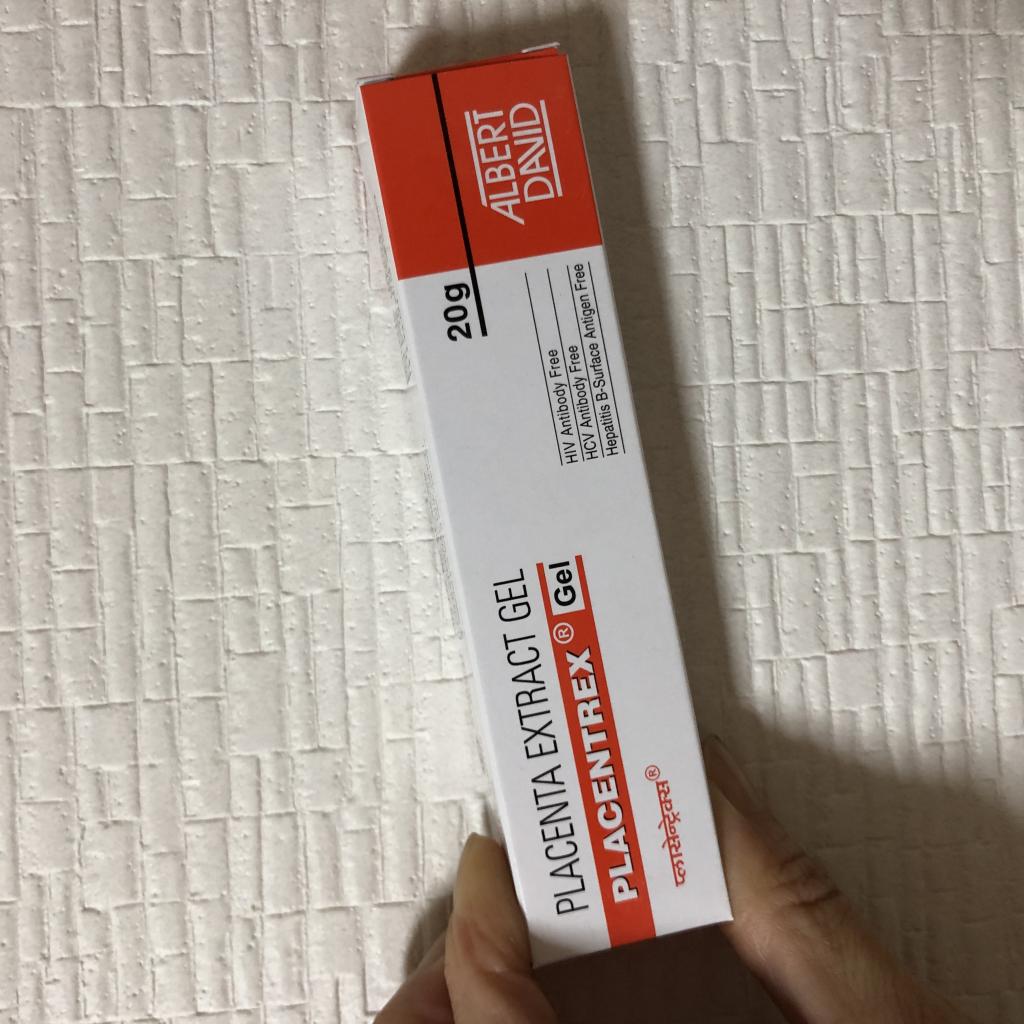 PLACENTA EXTRACT GEL
PLACENTREX® Gel
प्लासेन्ट्रेक्स®
20g
HIV Antibody Free
HCV Antibody Free
Hepatitis B-Surface Antigen Free
ALBERT
DAVID